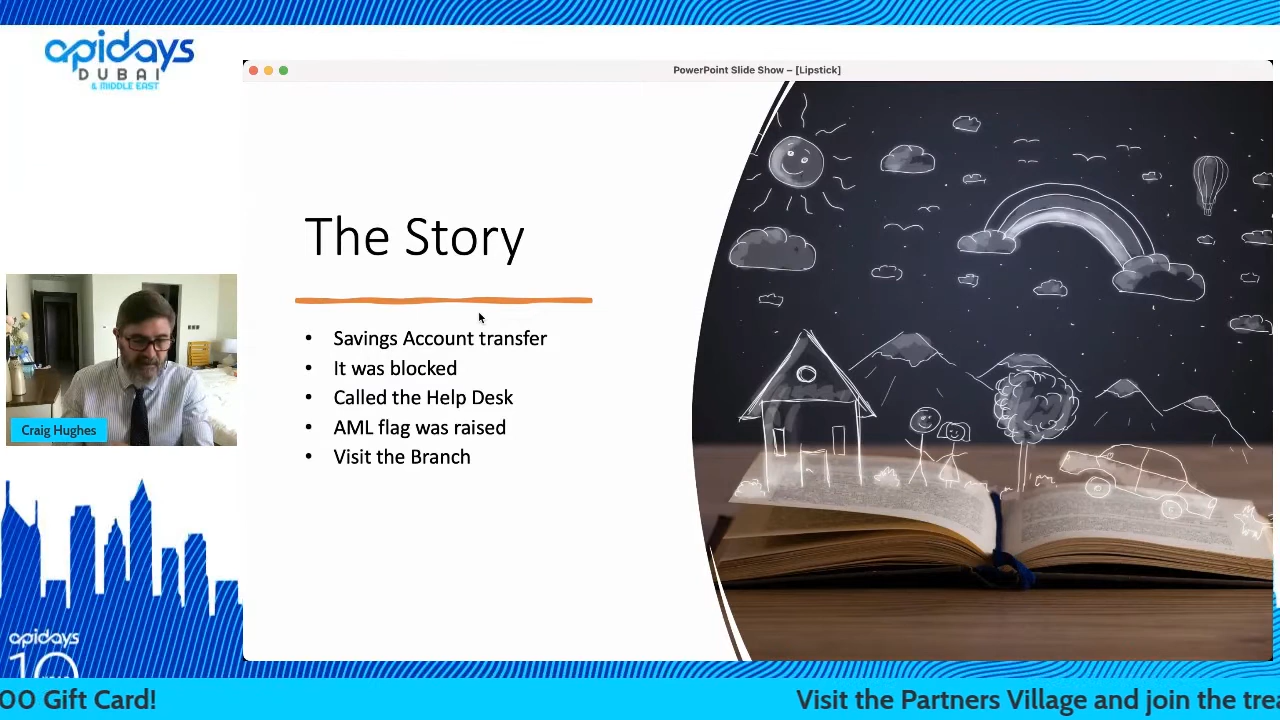 apidays
DUBAI
& MIDDLE EAST
PowerPoint Slide Show – [Lipstick]
The Story
• Savings Account transfer
• It was blocked
• Called the Help Desk
• AML flag was raised
• Visit the Branch
Craig Hughes
apidays
10
00 Gift Card!
Visit the Partners Village and join the trea